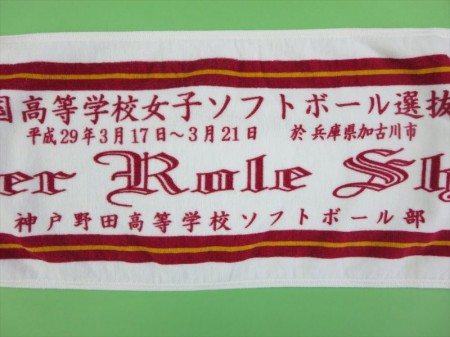 国高等学校女子ソフトボール選抜
平成29年3月17日～3月21日 於 兵庫県加古川市
er Role Sh
神戸野田高等学校ソフトボール部